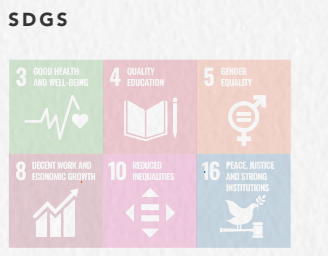 SDGS
3 GOOD HEALTH
AND WELL-BEING
4 QUALITY
EDUCATION
5 GENDER
EQUALITY
8 DECENT WORK AND
ECONOMIC GROWTH
10 REDUCED
INEQUALITIES
16 PEACE, JUSTICE
AND STRONG
INSTITUTIONS